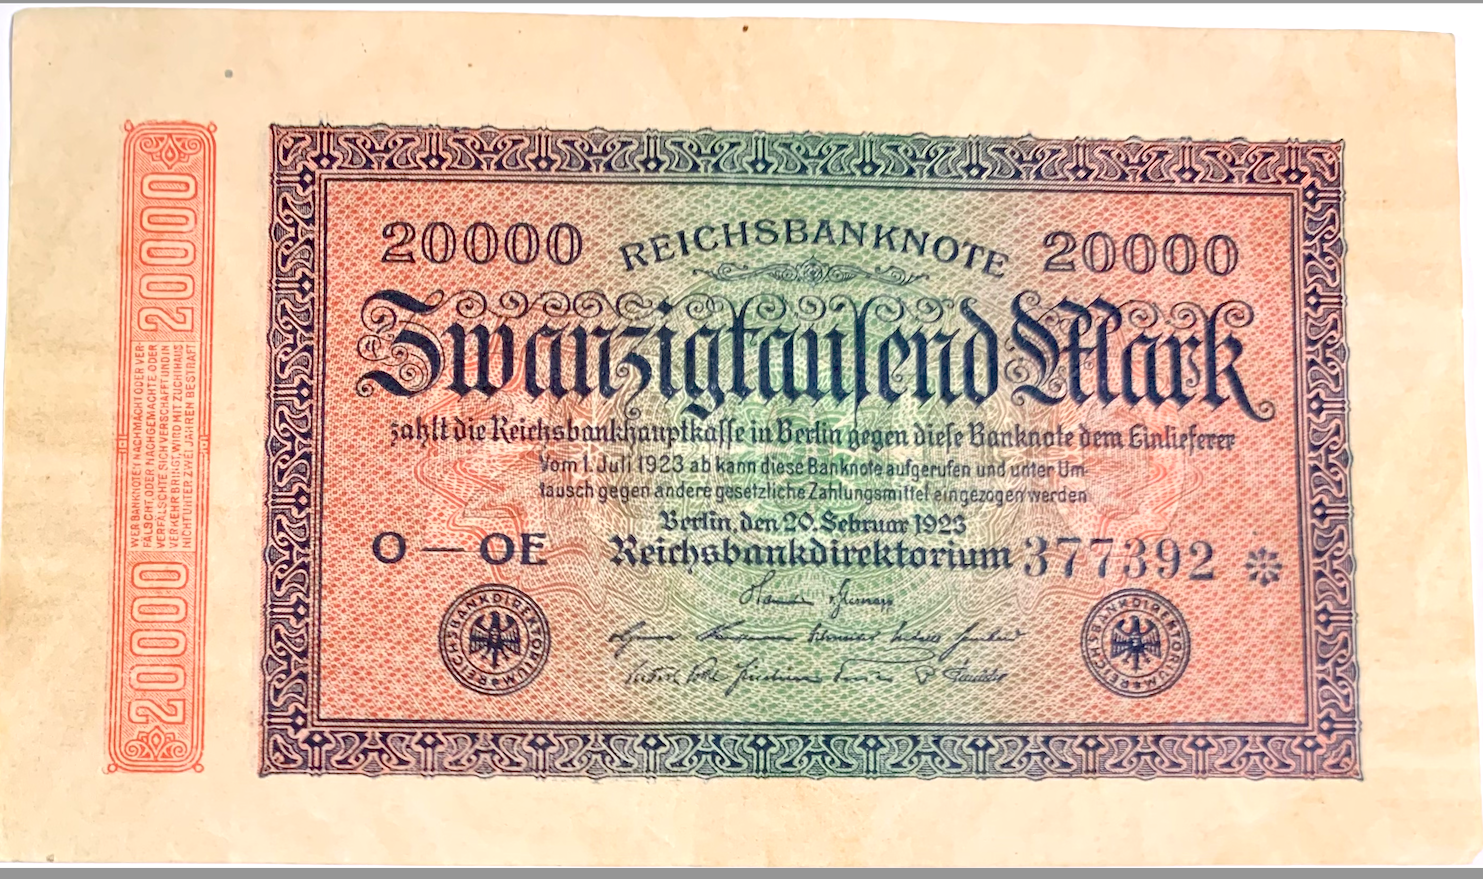 20000
WER BANKNOTEN NACHMACHT ODER VER-
FÄLSCHT ODER NACHGEMACHTE ODER
VERFÄLSCHTE SICH VERSCHAFFT UND IN
VERKEHR BRINGT, WIRD MIT ZUCHTHAUS
NICHT UNTER ZWEI JAHREN BESTRAFT
20000
20000 REICHSBANKNOTE 20000
Zwanzigtausend Mark
zahlt die Reichsbankhauptkasse in Berlin gegen diese Banknote dem Einlieferer
Vom 1. Juli 1923 ab kann diese Banknote aufgerufen und unter Um
tausch gegen andere gesetzliche Zahlungsmittel eingezogen werden
Berlin, den 20. Februar 1923
O — OE Reichsbankdirektorium 377392 ❊
REICHSBANKDIREKTORIUM
REICHSBANKDIREKTORIUM